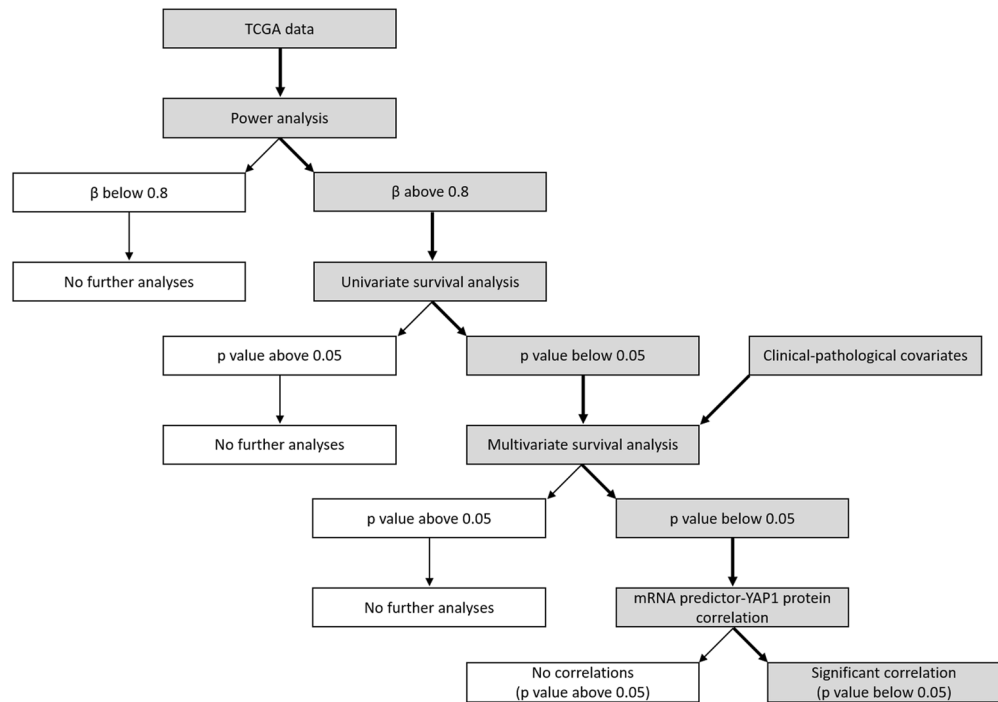 TCGA data
Power analysis
β below 0.8
β above 0.8
No further analyses
Univariate survival analysis
p value above 0.05
p value below 0.05
Clinical-pathological covariates
No further analyses
Multivariate survival analysis
p value above 0.05
p value below 0.05
No further analyses
mRNA predictor-YAP1 protein
correlation
No correlations
(p value above 0.05)
Significant correlation
(p value below 0.05)